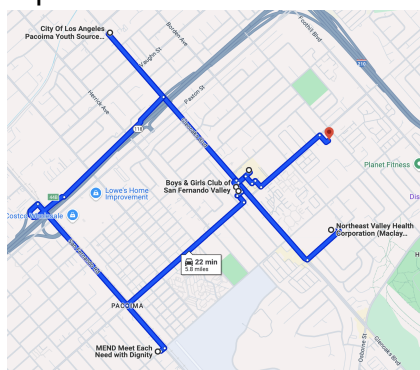 City Of Los Angeles
Pacoima Youth Source...
Borden Ave
Foothill Blvd
Vaughn St
Herrick Ave
Paxton St
118
210
Planet Fitness
Boys & Girls Club of
San Fernando Valley
Lowe's Home
Improvement
Costco Wholesale
Dis
Northeast Valley Health
Corporation (Maclay...
22 min
5.8 miles
PACOIMA
MEND Meet Each
Need with Dignity
Osborne St
Glenoaks Blvd